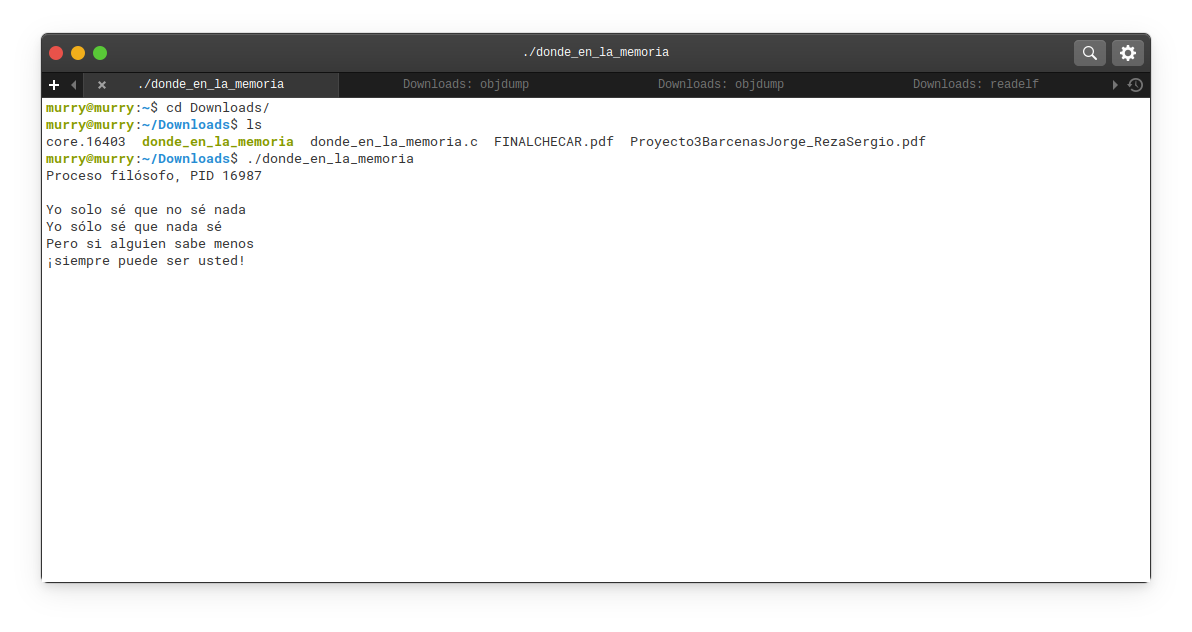 ./donde_en_la_memoria
./donde_en_la_memoria Downloads: objdump Downloads: objdump Downloads: readelf
murry@murry:~$ cd Downloads/
murry@murry:~/Downloads$ ls
core.16403  donde_en_la_memoria  donde_en_la_memoria.c  FINALCHECAR.pdf  Proyecto3BarcenasJorge_RezaSergio.pdf
murry@murry:~/Downloads$ ./donde_en_la_memoria
Proceso filósofo, PID 16987
Yo solo sé que no sé nada
Yo sólo sé que nada sé
Pero si alguien sabe menos
¡siempre puede ser usted!